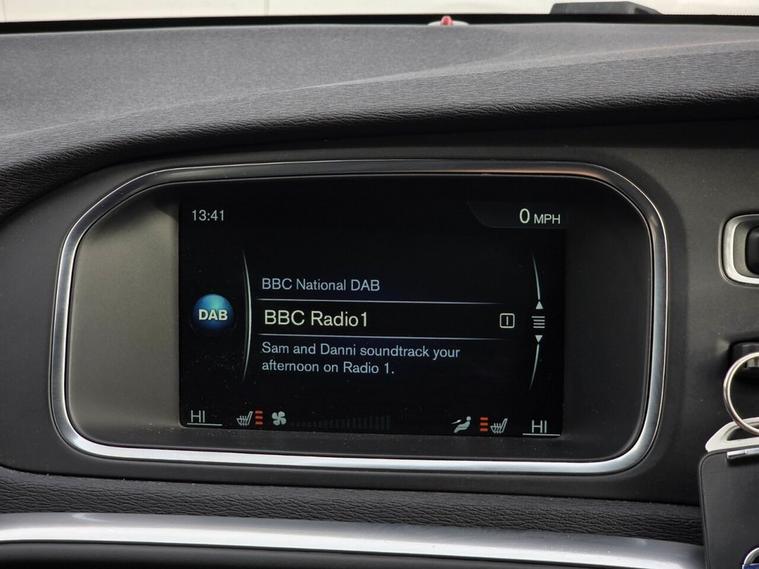 13:41
0 MPH
BBC National DAB
DAB
BBC Radio1
I
Sam and Danni soundtrack your
afternoon on Radio 1.
HI
HI